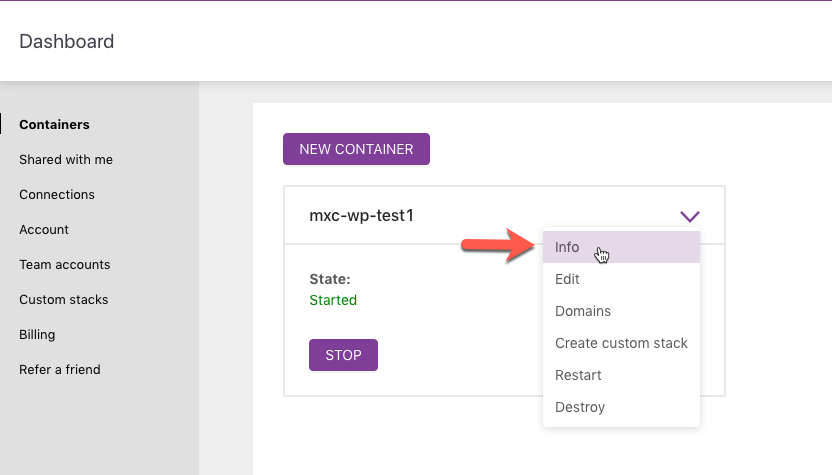 Dashboard
Containers
Shared with me
Connections
Account
Team accounts
Custom stacks
Billing
Refer a friend
NEW CONTAINER
mxc-wp-test1
State:
Started
STOP
Info
Edit
Domains
Create custom stack
Restart
Destroy